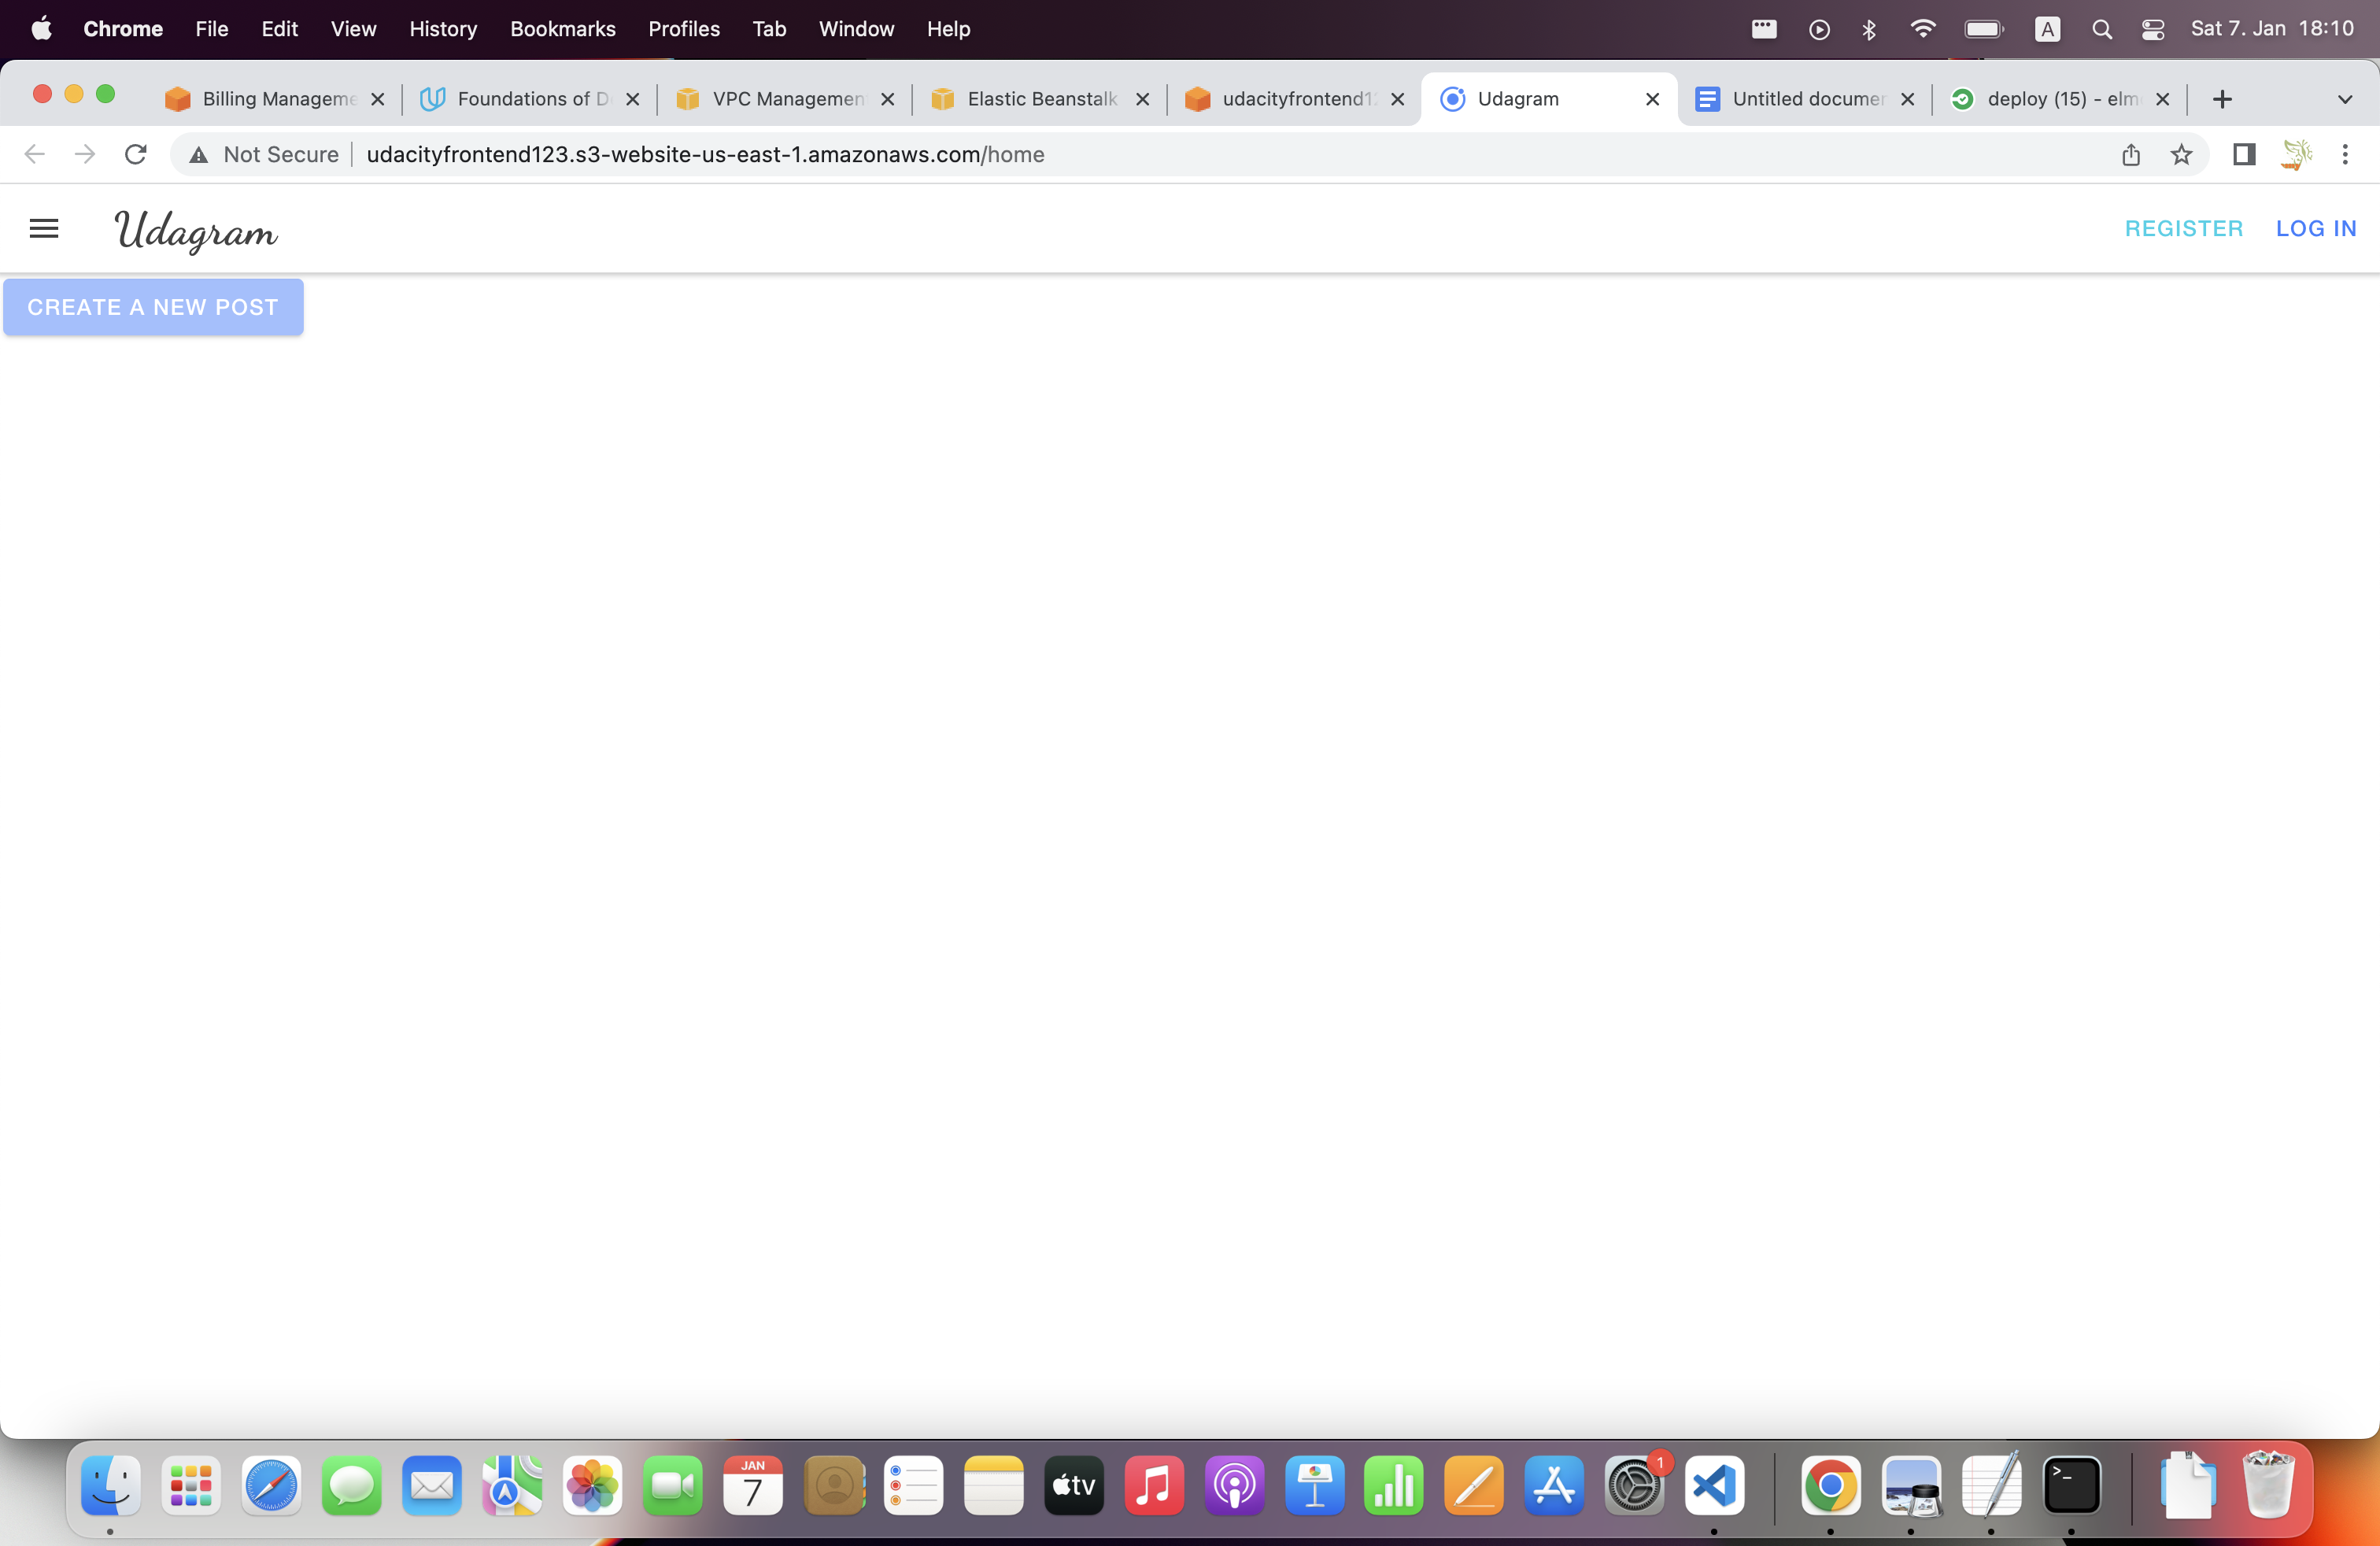 Chrome File Edit View History Bookmarks Profiles Tab Window Help A Sat 7. Jan 18:10
Billing Manageme Foundations of D VPC Managemen Elastic Beanstalk udacityfrontend12 Udagram Untitled documen deploy (15) - elm
Not Secure udacityfrontend123.s3-website-us-east-1.amazonaws.com/home
Udagram REGISTER LOG IN
CREATE A NEW POST
JAN 7 tv 1 >_